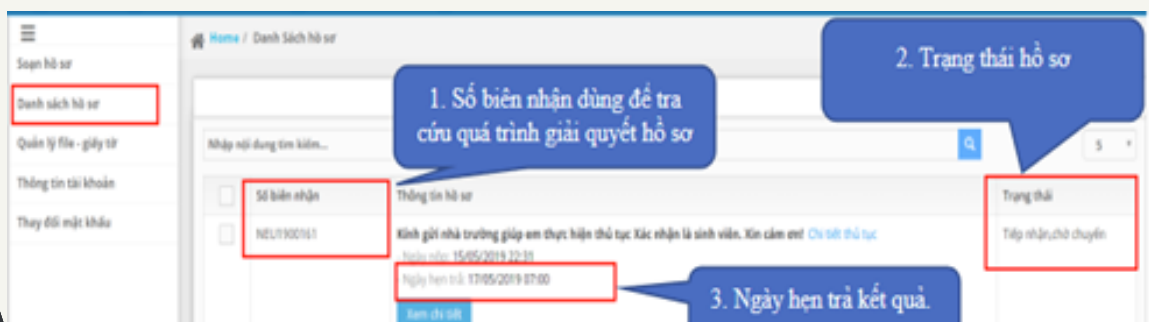 Soạn hồ sơ
Danh sách hồ sơ
Quản lý file - giấy tờ
Thông tin tài khoản
Thay đổi mật khẩu
Home / Danh Sách hồ sơ
1. Số biên nhận dùng để tra
cứu quá trình giải quyết hồ sơ
2. Trạng thái hồ sơ
Nhập nội dung tìm kiếm...
5
Số biên nhận
Thông tin hồ sơ
Trạng thái
NEU1900161
Kính gửi nhà trường giúp em thực hiện thủ tục Xác nhận là sinh viên. Xin cảm ơn! Chi tiết thủ tục
- Ngày nộp: 15/05/2019 22:31
- Ngày hẹn trả: 17/05/2019 07:00
Xem chi tiết
Tiếp nhận,chờ chuyển
3. Ngày hẹn trả kết quả.